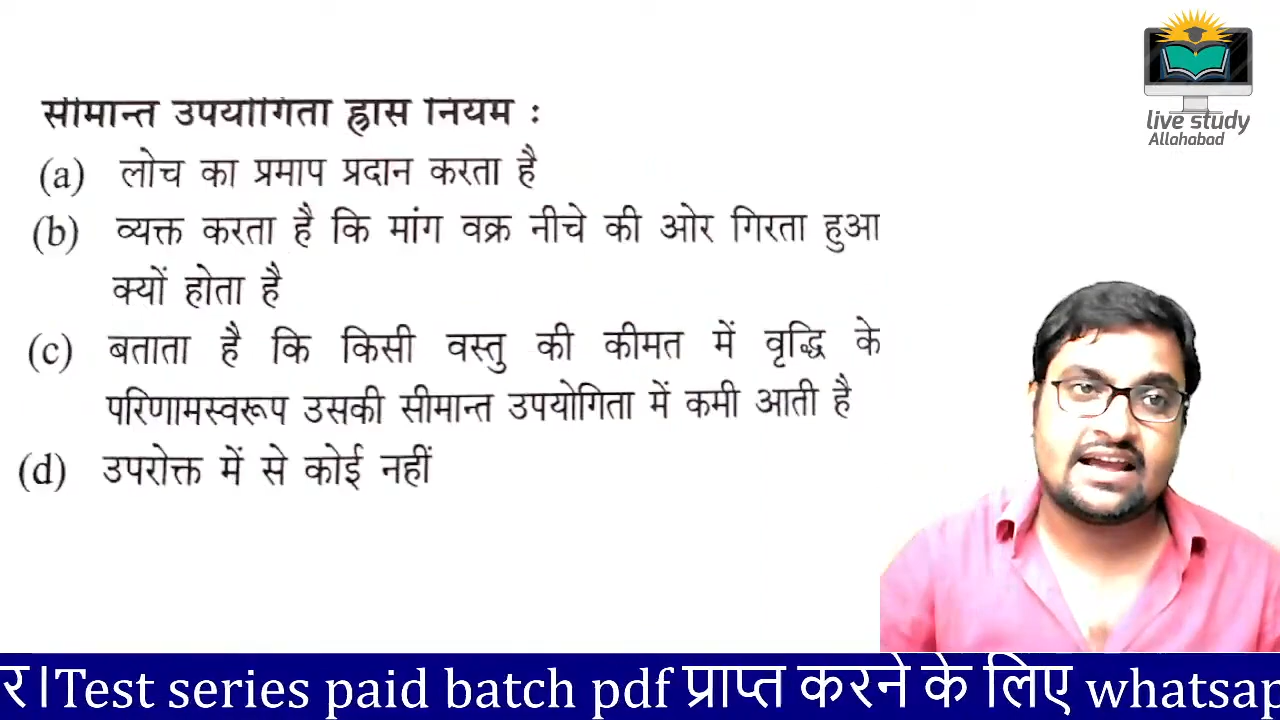 सीमान्त उपयोगिता ह्रास नियम :
(a) लोच का प्रमाप प्रदान करता है
(b) व्यक्त करता है कि मांग वक्र नीचे की ओर गिरता हुआ
क्यों होता है
(c) बताता है कि किसी वस्तु की कीमत में वृद्धि के
परिणामस्वरूप उसकी सीमान्त उपयोगिता में कमी आती है
(d) उपरोक्त में से कोई नहीं
live study
Allahabad
र।Test series paid batch pdf प्राप्त करने के लिए whatsap